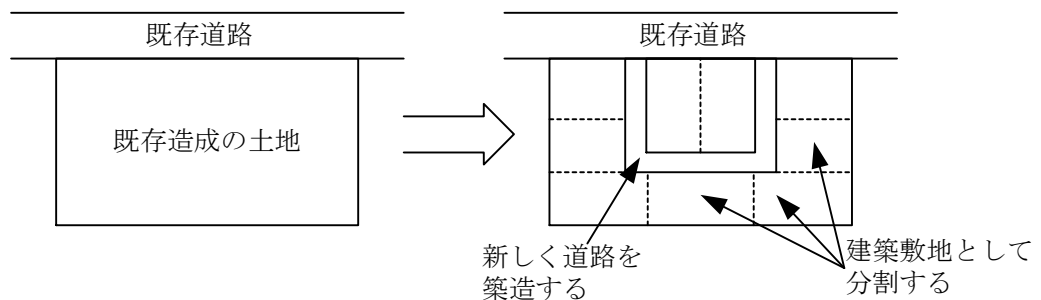 既存道路
既存道路
既存造成の土地
新しく道路を
築造する
建築敷地として
分割する